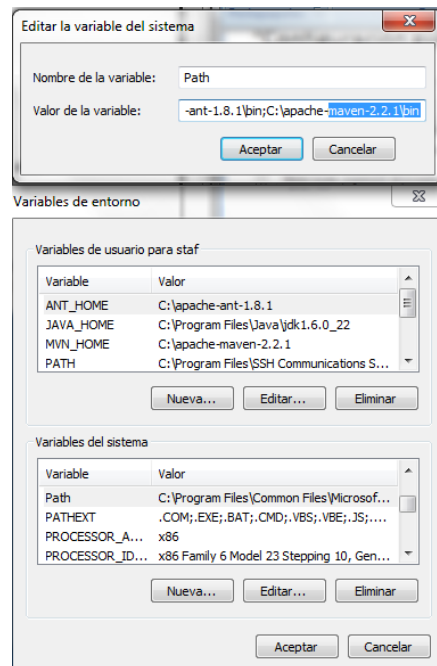 Editar la variable del sistema
Nombre de la variable: Path
Valor de la variable: -ant-1.8.1\bin;C:\apache-maven-2.2.1\bin
Aceptar Cancelar
Variables de entorno
Variables de usuario para staf
Variable Valor
ANT_HOME C:\apache-ant-1.8.1
JAVA_HOME C:\Program Files\Java\jdk1.6.0_22
MVN_HOME C:\apache-maven-2.2.1
PATH C:\Program Files\SSH Communications S...
Nueva... Editar... Eliminar
Variables del sistema
Variable Valor
Path C:\Program Files\Common Files\Microsof...
PATHEXT .COM;.EXE;.BAT;.CMD;.VBS;.VBE;.JS;....
PROCESSOR_A... x86
PROCESSOR_ID... x86 Family 6 Model 23 Stepping 10, Gen...
Nueva... Editar... Eliminar
Aceptar Cancelar